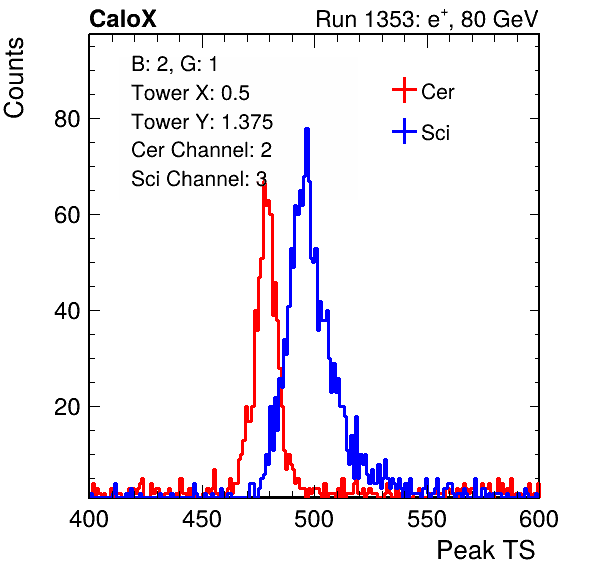 CaloX Run 1353: e⁺, 80 GeV
Counts
B: 2, G: 1
Tower X: 0.5
Tower Y: 1.375
Cer Channel: 2
Sci Channel: 3
Cer
Sci
80
60
40
20
400 450 500 550 600
Peak TS